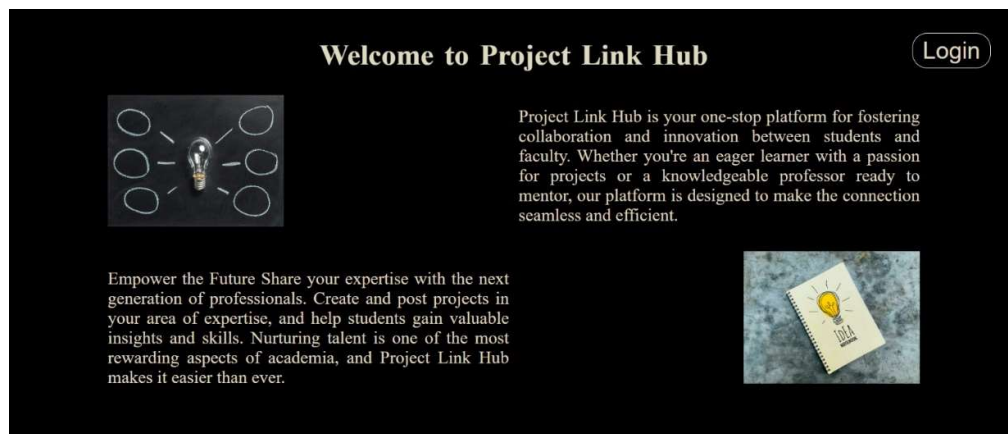 Welcome to Project Link Hub
Login
Project Link Hub is your one-stop platform for fostering
collaboration and innovation between students and
faculty. Whether you're an eager learner with a passion
for projects or a knowledgeable professor ready to
mentor, our platform is designed to make the connection
seamless and efficient.
Empower the Future Share your expertise with the next
generation of professionals. Create and post projects in
your area of expertise, and help students gain valuable
insights and skills. Nurturing talent is one of the most
rewarding aspects of academia, and Project Link Hub
makes it easier than ever.
IDEA
NOTEBOOK